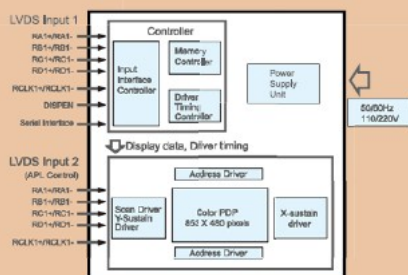 LVDS Input 1
RA1+/RA1-
RB1+/RB1-
RC1+/RC1-
RD1+/RD1-
RCLK1+/RCLK1-
DISPEN
Serial Interface
Controller
Input
Interface
Controller
Memory
Controller
Driver
Timing
Controller
Power
Supply
Unit
50/60Hz
110/220V
Display data, Driver timing
LVDS Input 2
(APL Control)
RA1+/RA1-
RB1+/RB1-
RC1+/RC1-
RD1+/RD1-
RCLK1+/RCLK1-
Address Driver
Scan Driver
Y-Sustain
Driver
Color PDP
853 X 480 pixels
X-sustain
driver
Address Driver